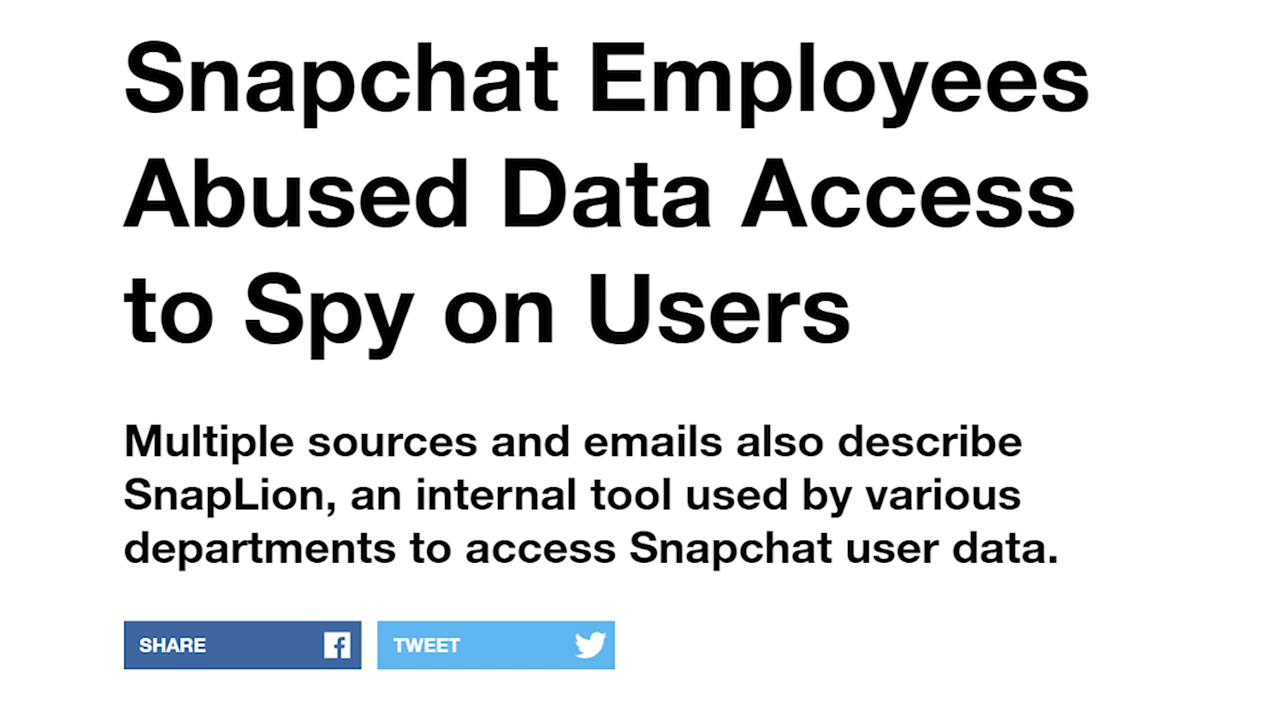 Snapchat Employees
Abused Data Access
to Spy on Users
Multiple sources and emails also describe
SnapLion, an internal tool used by various
departments to access Snapchat user data.
SHARE
TWEET